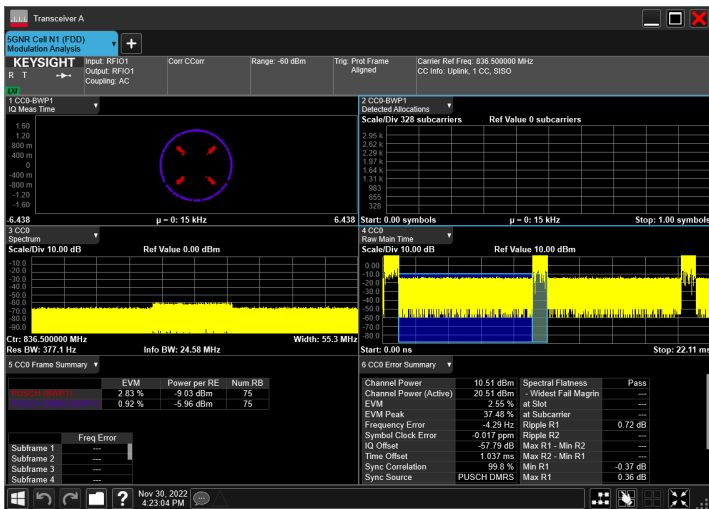 Transceiver A
5GNR Cell N1 (FDD)
Modulation Analysis
+
KEYSIGHT
R T
LXI
Input: RFIO1
Output: RFIO1
Coupling: AC
Corr CCorr
Range: -60 dBm
Trig: Prot Frame
Aligned
Carrier Ref Freq: 836.500000 MHz
CC Info: Uplink, 1 CC, SISO
1 CC0-BWP1
IQ Meas Time
1.60
1.20
800 m
400 m
0
-400 m
-800 m
-1.20
-1.60
-6.438
μ = 0: 15 kHz
6.438
2 CC0-BWP1
Detected Allocations
Scale/Div 328 subcarriers
Ref Value 0 subcarriers
2.95 k
2.62 k
2.29 k
1.97 k
1.64 k
1.31 k
983
655
328
Start: 0.00 symbols
μ = 0: 15 kHz
Stop: 1.00 symbols
3 CC0
Spectrum
Scale/Div 10.00 dB
Ref Value 0.00 dBm
-10.0
-20.0
-30.0
-40.0
-50.0
-60.0
-70.0
-80.0
-90.0
Ctr: 836.500000 MHz
Width: 55.3 MHz
Res BW: 377.1 Hz
Info BW: 24.58 MHz
4 CC0
Raw Main Time
Scale/Div 10.00 dB
Ref Value 10.00 dBm
0.00
-10.0
-20.0
-30.0
-40.0
-50.0
-60.0
-70.0
-80.0
Start: 0.00 ns
Stop: 22.11 ms
5 CC0 Frame Summary
EVM Power per RE Num.RB
2.83 % -9.03 dBm 75
0.92 % -5.96 dBm 75
Freq Error
Subframe 1 ---
Subframe 2 ---
Subframe 3 ---
Subframe 4 ---
6 CC0 Error Summary
Channel Power 10.51 dBm Spectral Flatness Pass
Channel Power (Active) 20.51 dBm - Widest Fail Magrin ---
EVM 2.55 % at Slot ---
EVM Peak 37.48 % at Subcarrier ---
Frequency Error -4.29 Hz Ripple R1 0.72 dB
Symbol Clock Error -0.017 ppm Ripple R2 ---
IQ Offset -57.79 dB Max R1 - Min R2 ---
Time Offset 1.037 ms Max R2 - Min R1 ---
Sync Correlation 99.8 % Min R1 -0.37 dB
Sync Source PUSCH DMRS Max R1 0.36 dB
?
Nov 30, 2022
4:23:04 PM